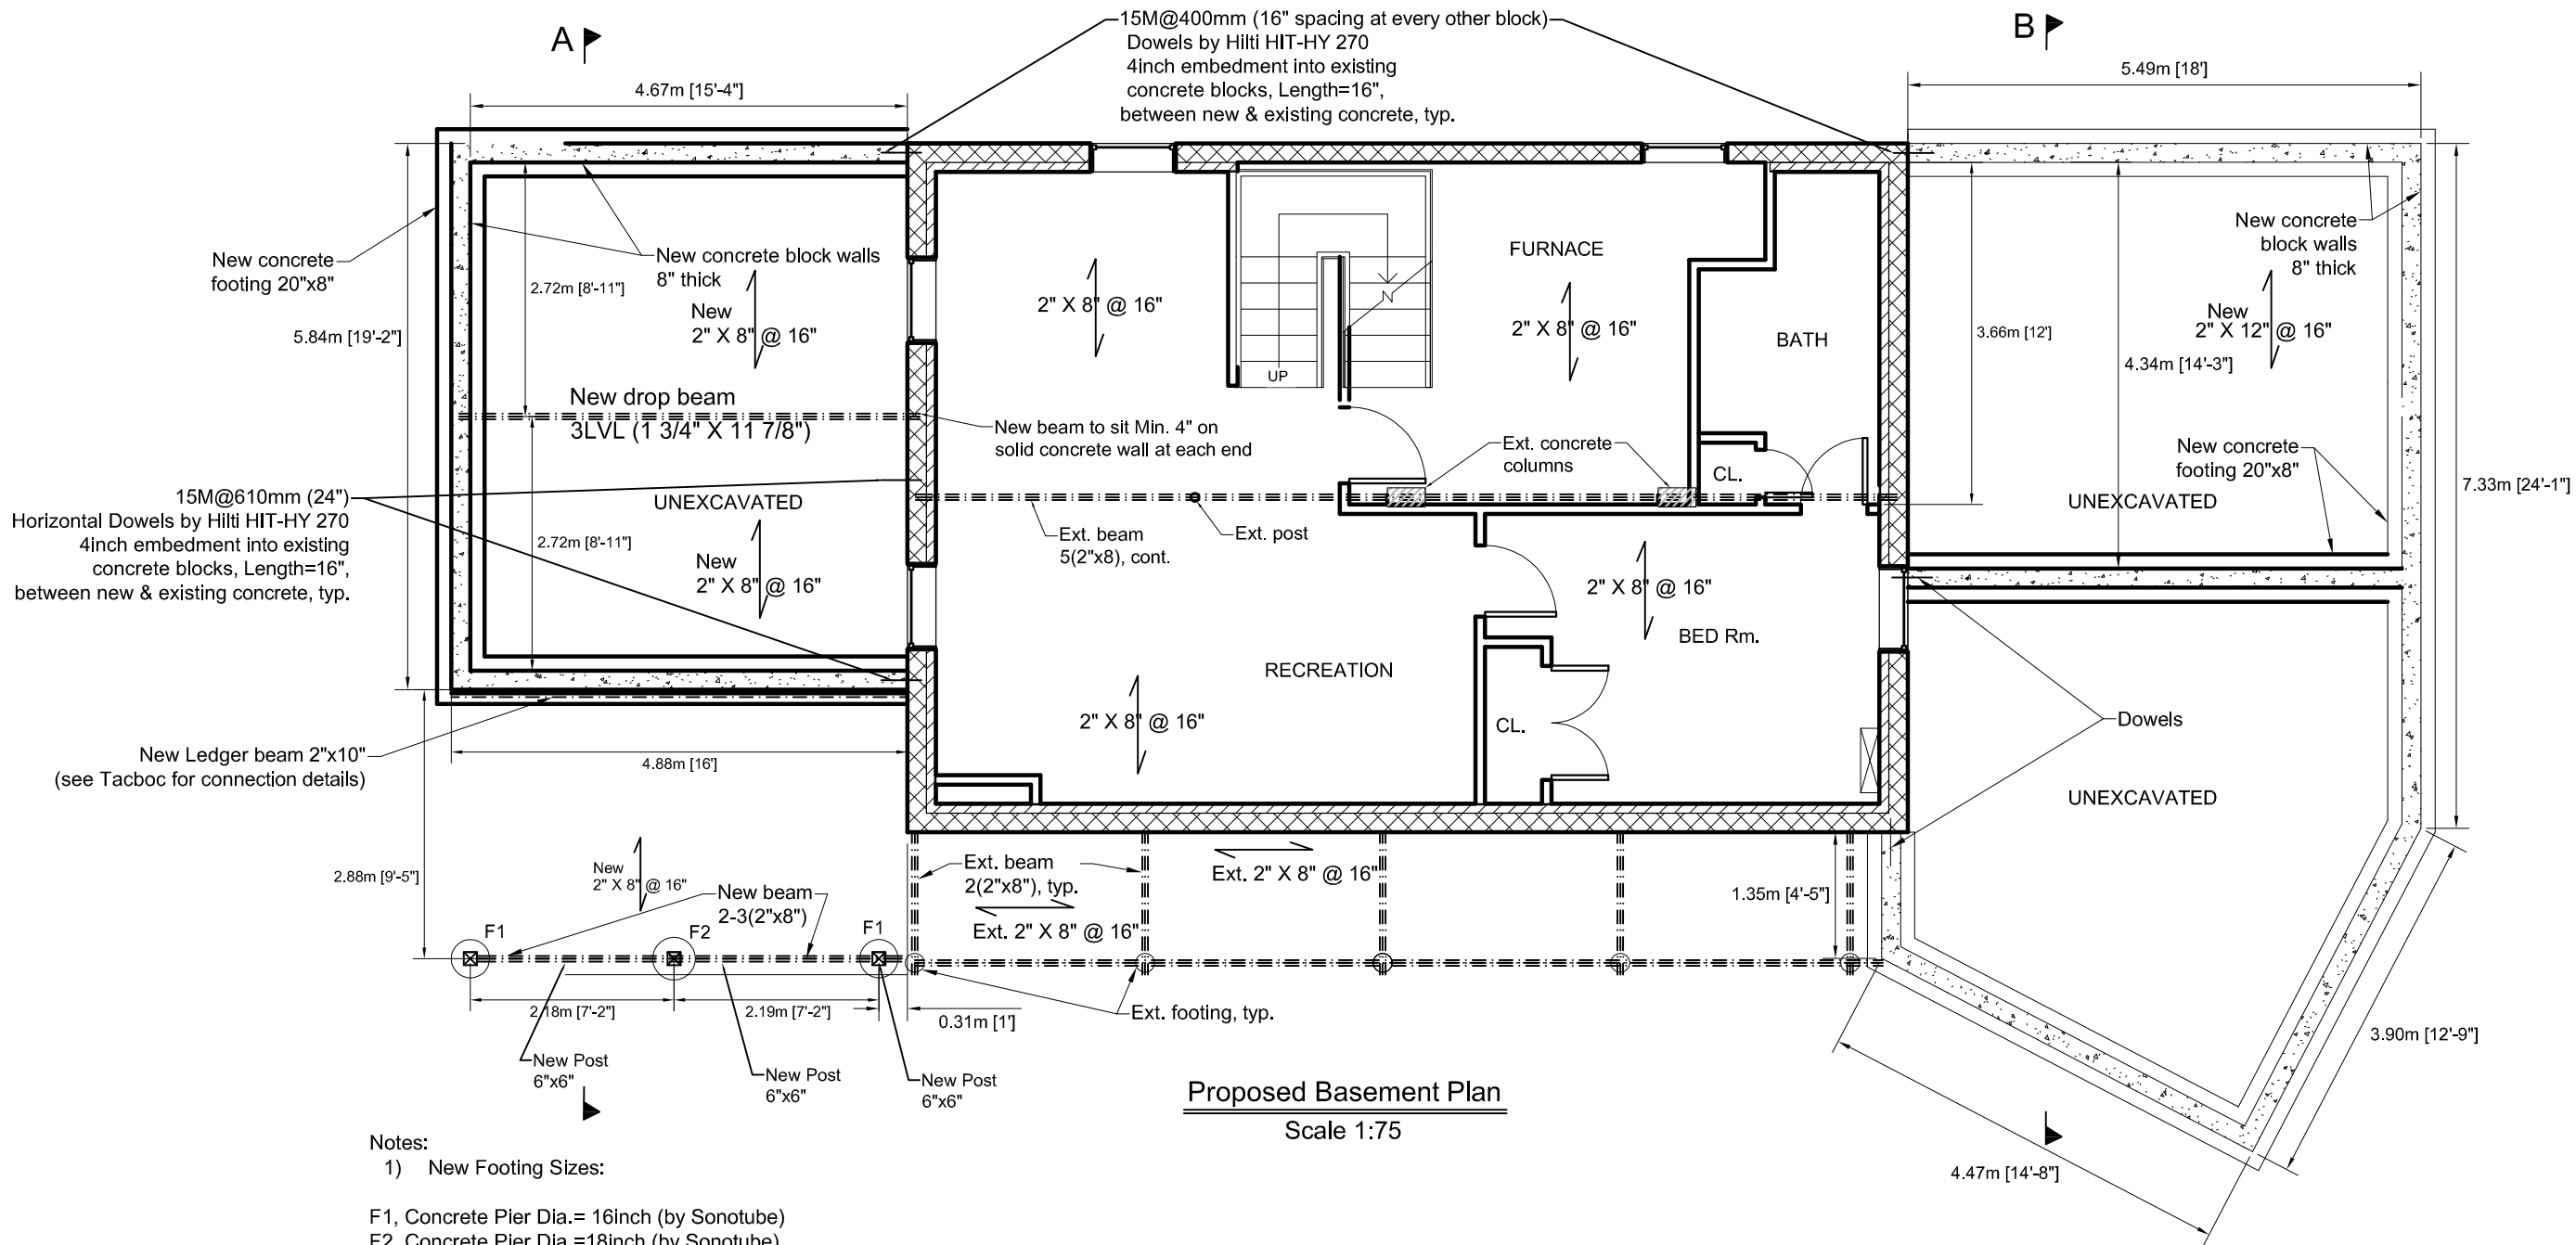 A
15M@400mm (16" spacing at every other block)
Dowels by Hilti HIT-HY 270
4inch embedment into existing
concrete blocks, Length=16",
between new & existing concrete, typ.
B
4.67m [15'-4"]
5.49m [18']
New concrete
footing 20"x8"
5.84m [19'-2"]
2.72m [8'-11"]
New concrete block walls
8" thick
New
2" X 8" @ 16"
New drop beam
3LVL (1 3/4" X 11 7/8")
UNEXCAVATED
2.72m [8'-11"]
New
2" X 8" @ 16"
15M@610mm (24")
Horizontal Dowels by Hilti HIT-HY 270
4inch embedment into existing
concrete blocks, Length=16",
between new & existing concrete, typ.
New Ledger beam 2"x10"
(see Tacboc for connection details)
4.88m [16']
2" X 8" @ 16"
UP
N
FURNACE
2" X 8" @ 16"
BATH
New beam to sit Min. 4" on
solid concrete wall at each end
Ext. concrete
columns
CL.
Ext. beam
5(2"x8), cont.
Ext. post
2" X 8" @ 16"
BED Rm.
RECREATION
2" X 8" @ 16"
CL.
New concrete
block walls
8" thick
New
2" X 12" @ 16"
3.66m [12']
4.34m [14'-3"]
New concrete
footing 20"x8"
UNEXCAVATED
7.33m [24'-1"]
Dowels
UNEXCAVATED
2.88m [9'-5"]
New
2" X 8" @ 16"
New beam
2-3(2"x8")
F1
F2
F1
Ext. beam
2(2"x8"), typ.
Ext. 2" X 8" @ 16"
Ext. 2" X 8" @ 16"
1.35m [4'-5"]
2.18m [7'-2"]
2.19m [7'-2"]
0.31m [1']
Ext. footing, typ.
New Post
6"x6"
New Post
6"x6"
New Post
6"x6"
3.90m [12'-9"]
4.47m [14'-8"]
Proposed Basement Plan
Scale 1:75
Notes:
1) New Footing Sizes:
F1, Concrete Pier Dia.= 16inch (by Sonotube)
F2, Concrete Pier Dia.=18inch (by Sonotube)